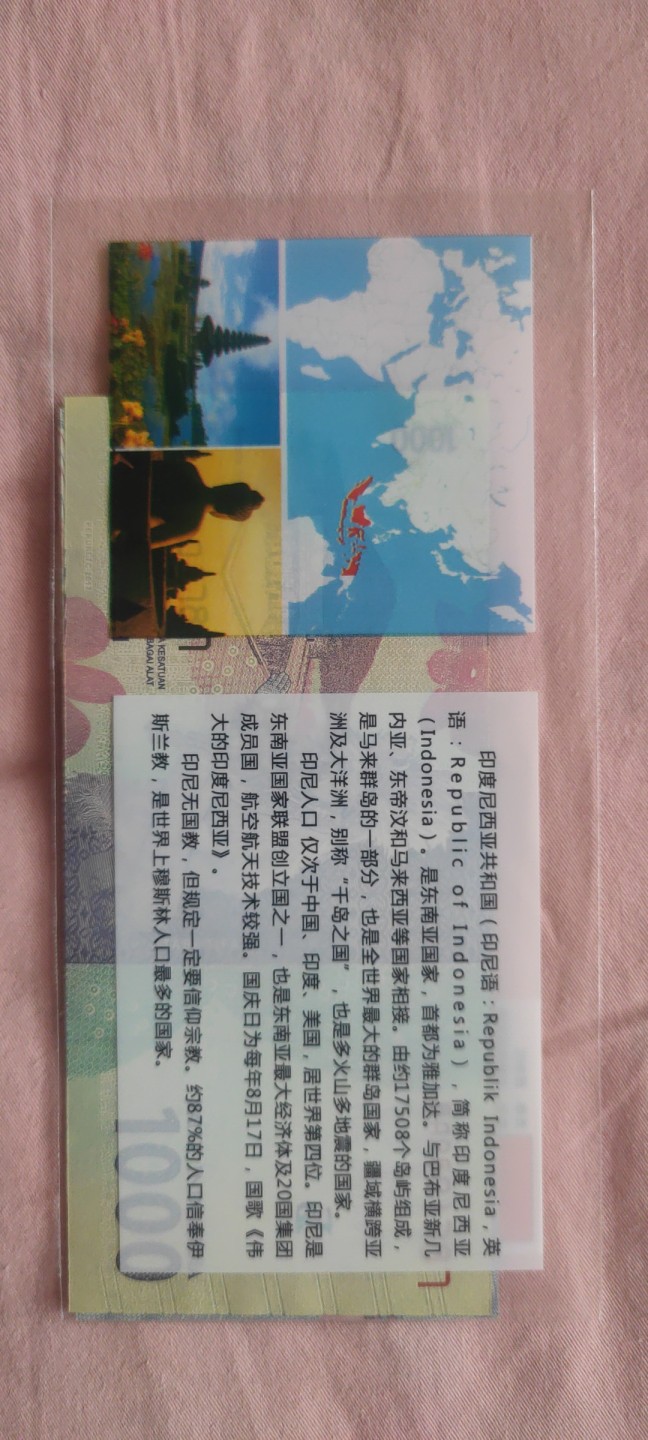 印度尼西亚共和国（印尼语：Republik Indonesia，英
语：Republic of Indonesia），简称印度尼西亚
（Indonesia）。是东南亚国家，首都为雅加达。与巴布亚新几
内亚、东帝汶和马来西亚等国家相接。由约17508个岛屿组成，
是马来群岛的一部分，也是全世界最大的群岛国家，疆域横跨亚
洲及大洋洲，别称“千岛之国”，也是多火山多地震的国家。
印尼人口 仅次于中国、印度、美国，居世界第四位。印尼是
东南亚国家联盟创立国之一，也是东南亚最大经济体及20国集团
成员国，航空航天技术较强。国庆日为每年8月17日，国歌《伟
大的印度尼西亚》。
印尼无国教，但规定一定要信仰宗教。约87%的人口信奉伊
斯兰教，是世界上穆斯林人口最多的国家。
KESATUAN
BAGAI ALAT
1000
1000